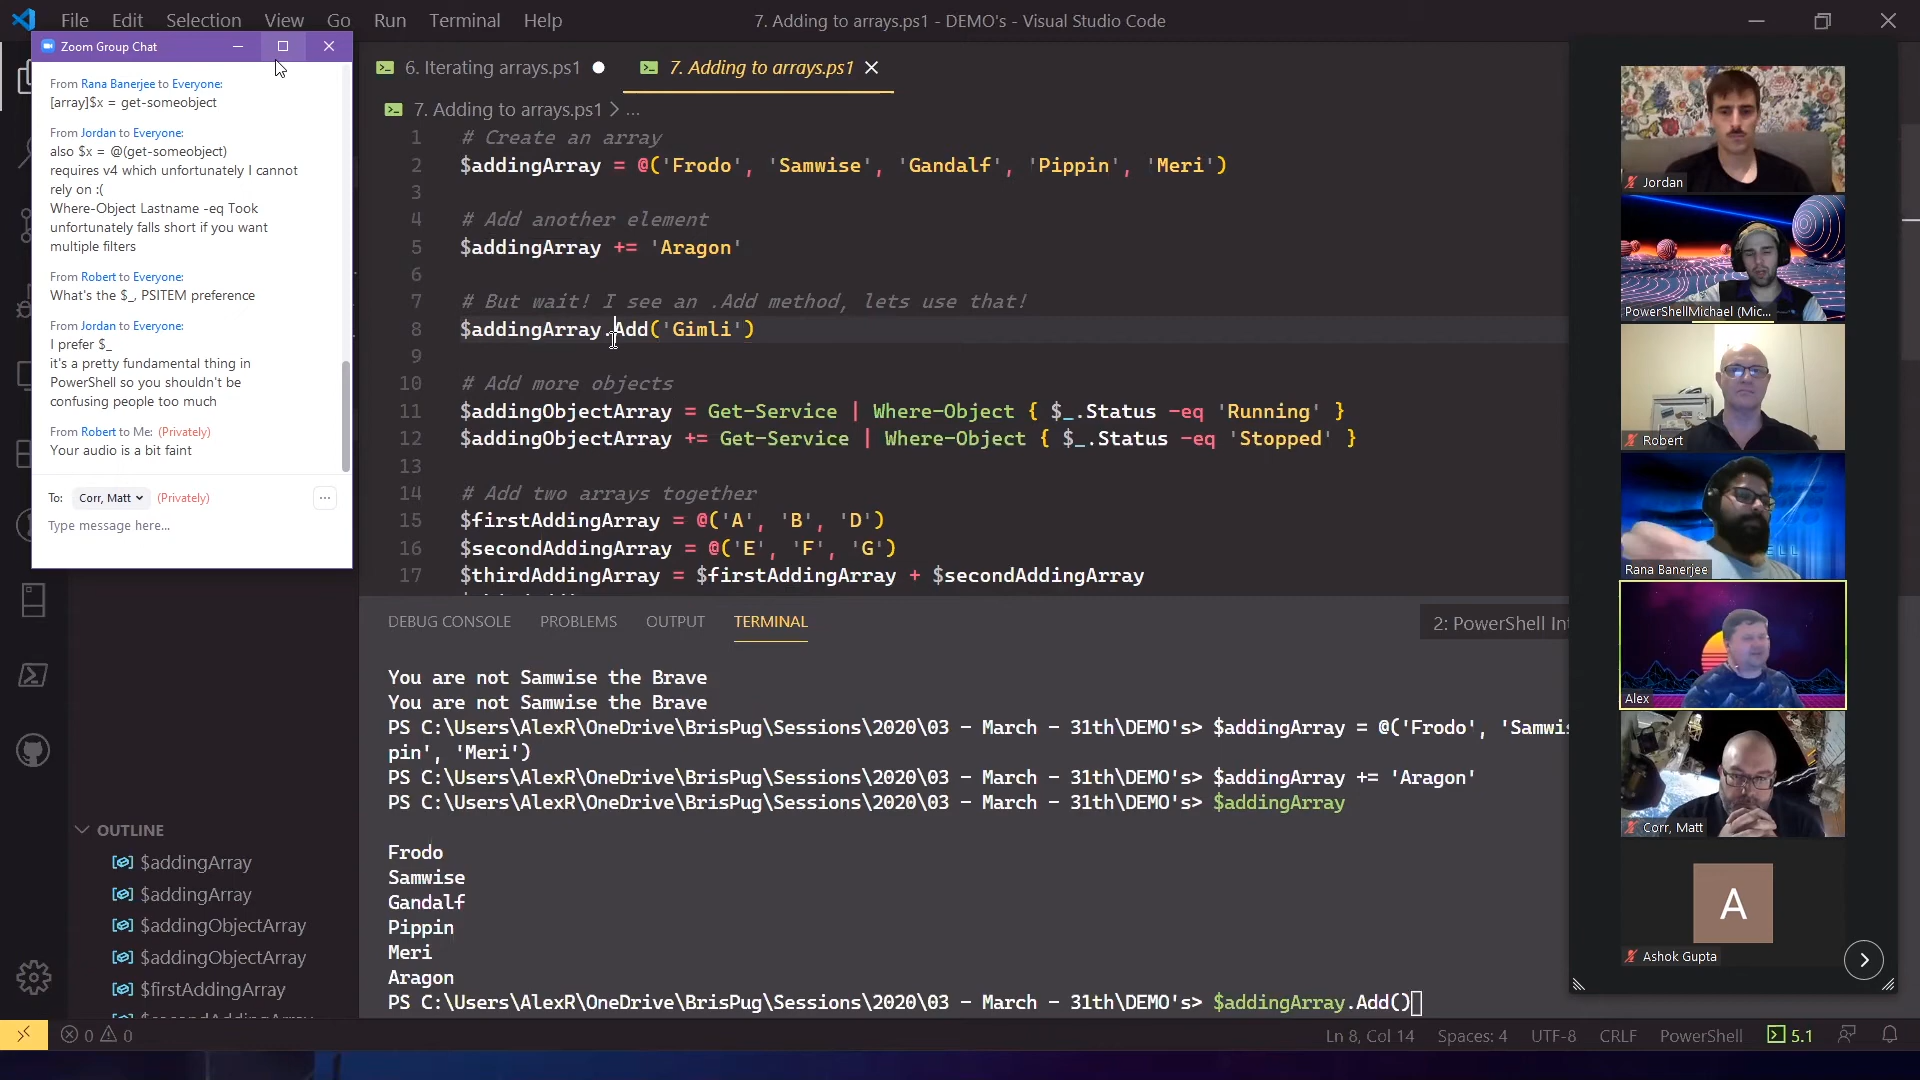 File Edit Selection View Go Run Terminal Help
7. Adding to arrays.ps1 - DEMO's - Visual Studio Code
Zoom Group Chat
From Rana Banerjee to Everyone:
[array]$x = get-someobject
From Jordan to Everyone:
also $x = @(get-someobject)
requires v4 which unfortunately I cannot
rely on :(
Where-Object Lastname -eq Took
unfortunately falls short if you want
multiple filters
From Robert to Everyone:
What's the $_, PSITEM preference
From Jordan to Everyone:
I prefer $_
it's a pretty fundamental thing in
PowerShell so you shouldn't be
confusing people too much
From Robert to Me: (Privately)
Your audio is a bit faint
To: Corr, Matt (Privately)
Type message here...
6. Iterating arrays.ps1
7. Adding to arrays.ps1
7. Adding to arrays.ps1 > ...
1 # Create an array
2 $addingArray = @('Frodo', 'Samwise', 'Gandalf', 'Pippin', 'Meri')
3
4 # Add another element
5 $addingArray += 'Aragon'
6
7 # But wait! I see an .Add method, lets use that!
8 $addingArray.Add('Gimli')
9
10 # Add more objects
11 $addingObjectArray = Get-Service | Where-Object { $_.Status -eq 'Running' }
12 $addingObjectArray += Get-Service | Where-Object { $_.Status -eq 'Stopped' }
13
14 # Add two arrays together
15 $firstAddingArray = @('A', 'B', 'D')
16 $secondAddingArray = @('E', 'F', 'G')
17 $thirdAddingArray = $firstAddingArray + $secondAddingArray
DEBUG CONSOLE PROBLEMS OUTPUT TERMINAL
2: PowerShell Int
You are not Samwise the Brave
You are not Samwise the Brave
PS C:\Users\AlexR\OneDrive\BrisPug\Sessions\2020\03 - March - 31th\DEMO's> $addingArray = @('Frodo', 'Samwis
pin', 'Meri')
PS C:\Users\AlexR\OneDrive\BrisPug\Sessions\2020\03 - March - 31th\DEMO's> $addingArray += 'Aragon'
PS C:\Users\AlexR\OneDrive\BrisPug\Sessions\2020\03 - March - 31th\DEMO's> $addingArray
Frodo
Samwise
Gandalf
Pippin
Meri
Aragon
PS C:\Users\AlexR\OneDrive\BrisPug\Sessions\2020\03 - March - 31th\DEMO's> $addingArray.Add()
OUTLINE
$addingArray
$addingArray
$addingObjectArray
$addingObjectArray
$firstAddingArray
Jordan
PowerShellMichael (Mic...
Robert
Rana Banerjee
Alex
Corr, Matt
A
Ashok Gupta
0 0
Ln 8, Col 14 Spaces: 4 UTF-8 CRLF PowerShell 5.1